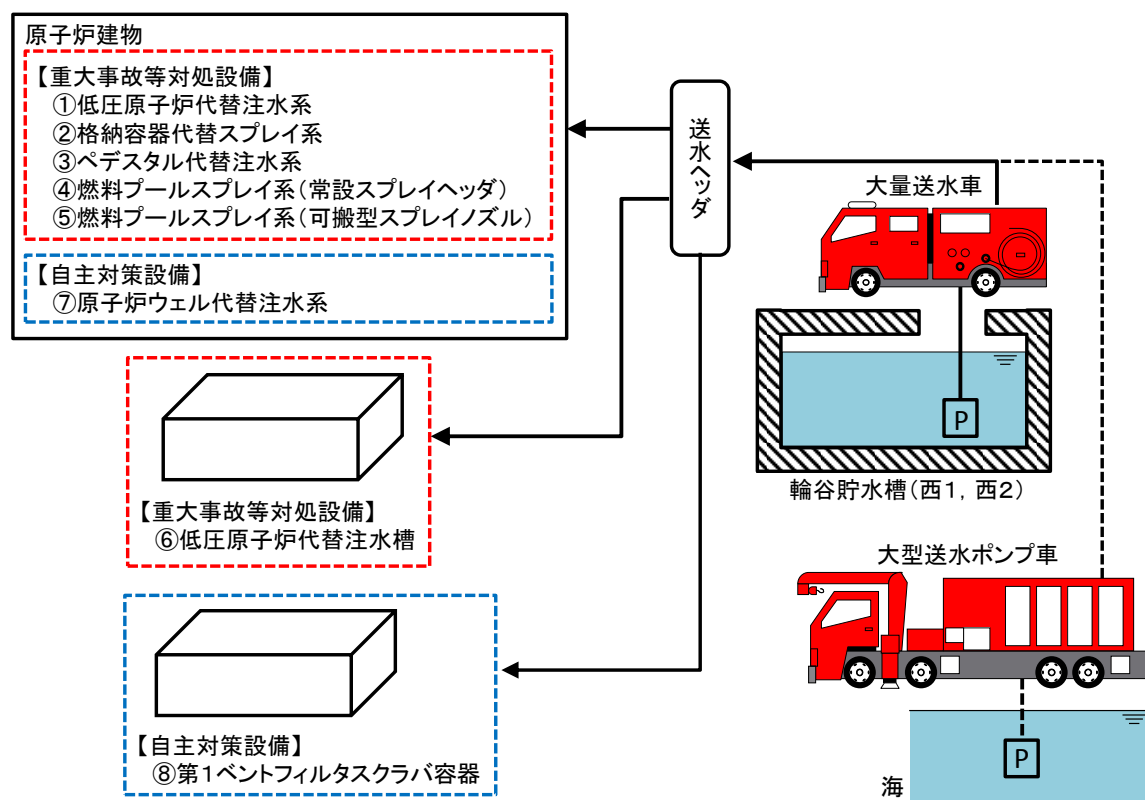 原子炉建物
【重大事故等対処設備】
①低圧原子炉代替注水系
②格納容器代替スプレイ系
③ペデスタル代替注水系
④燃料プールスプレイ系(常設スプレイヘッダ)
⑤燃料プールスプレイ系(可搬型スプレイノズル)
【自主対策設備】
⑦原子炉ウェル代替注水系
【重大事故等対処設備】
⑥低圧原子炉代替注水槽
【自主対策設備】
⑧第1ベントフィルタスクラバ容器
送水ヘッダ
大量送水車
P
輪谷貯水槽(西1,西2)
大型送水ポンプ車
P
海